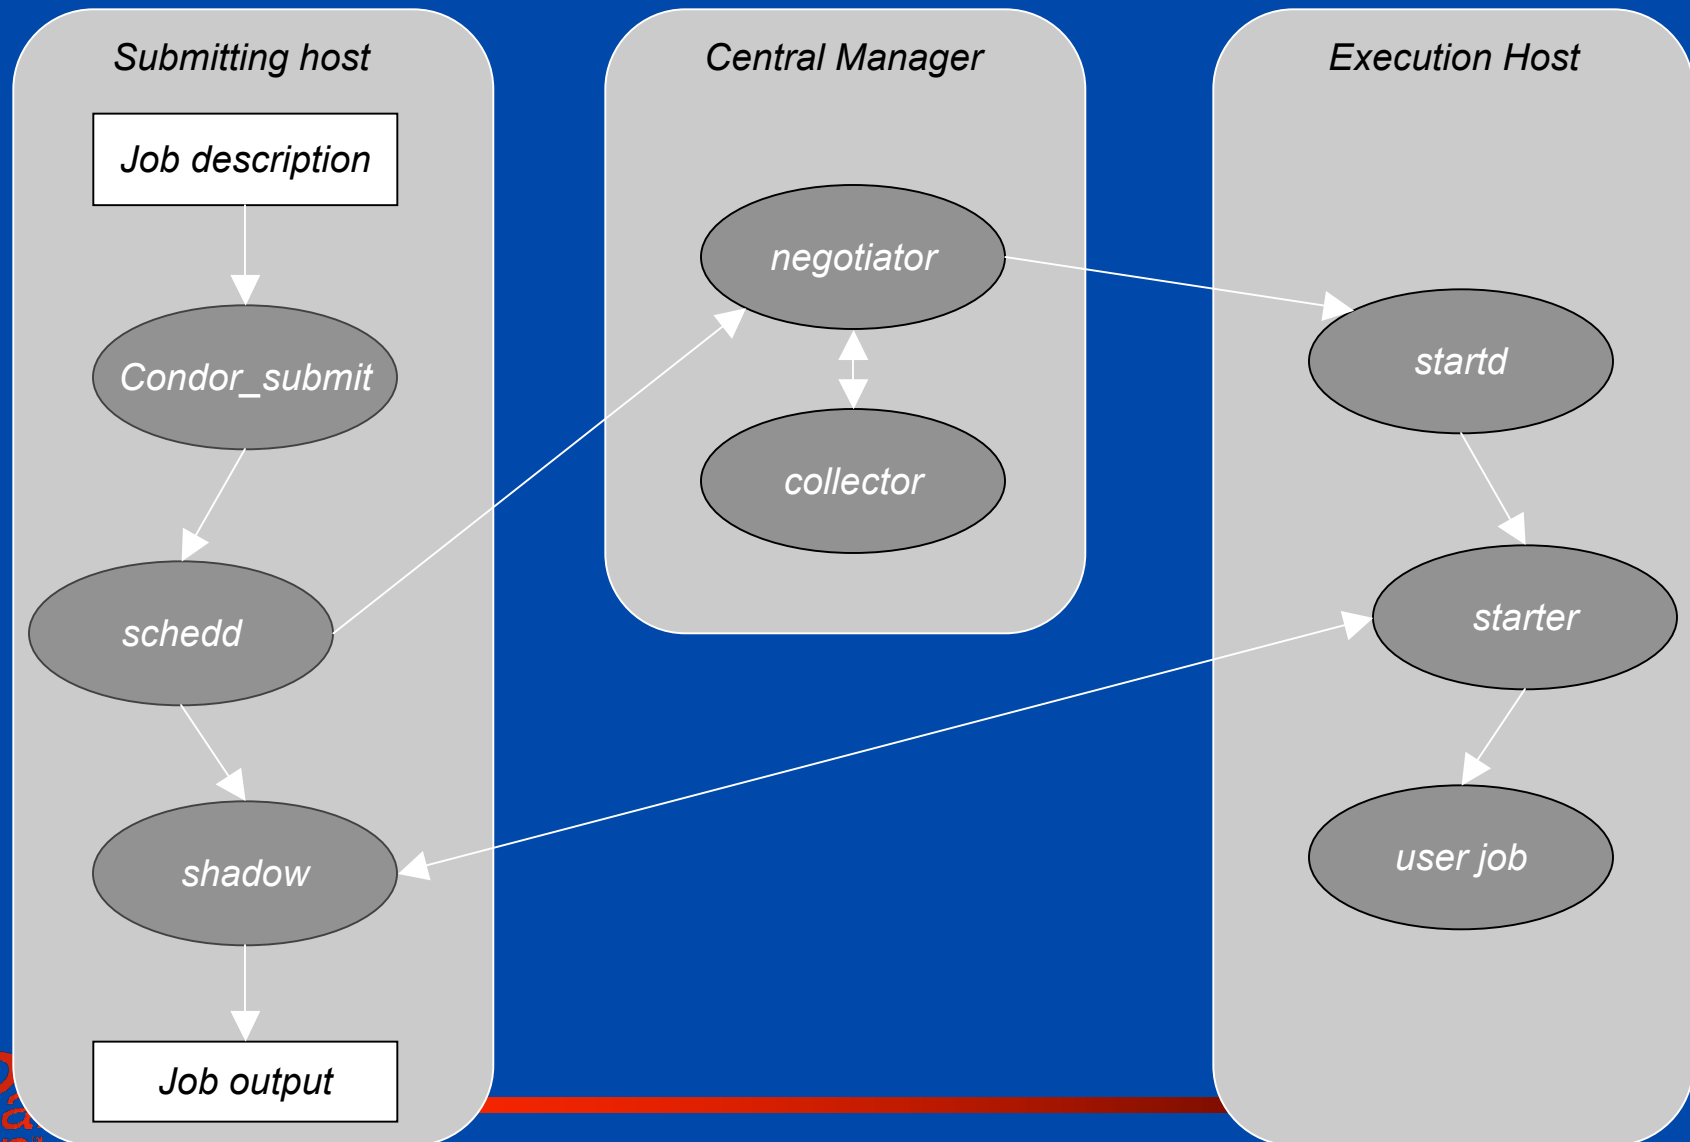 Submitting host
Job description
Condor_submit
schedd
shadow
Job output
Central Manager
negotiator
collector
Execution Host
startd
starter
user job